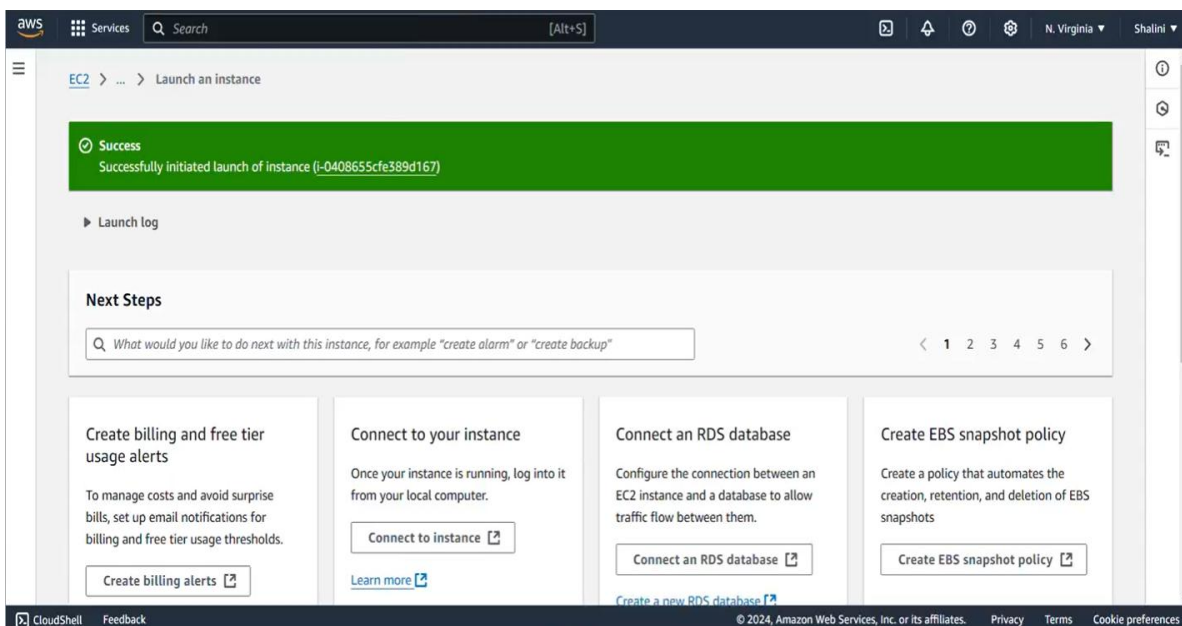 aws
Services
Search
[Alt+S]
N. Virginia ▼
Shalini ▼
EC2 > ... > Launch an instance
Success
Successfully initiated launch of instance (i-0408655cfe389d167)
Launch log
Next Steps
What would you like to do next with this instance, for example "create alarm" or "create backup"
1 2 3 4 5 6
Create billing and free tier
usage alerts
To manage costs and avoid surprise
bills, set up email notifications for
billing and free tier usage thresholds.
Create billing alerts
Connect to your instance
Once your instance is running, log into it
from your local computer.
Connect to instance
Learn more
Connect an RDS database
Configure the connection between an
EC2 instance and a database to allow
traffic flow between them.
Connect an RDS database
Create a new RDS database
Create EBS snapshot policy
Create a policy that automates the
creation, retention, and deletion of EBS
snapshots
Create EBS snapshot policy
CloudShell
Feedback
© 2024, Amazon Web Services, Inc. or its affiliates.
Privacy
Terms
Cookie preferences